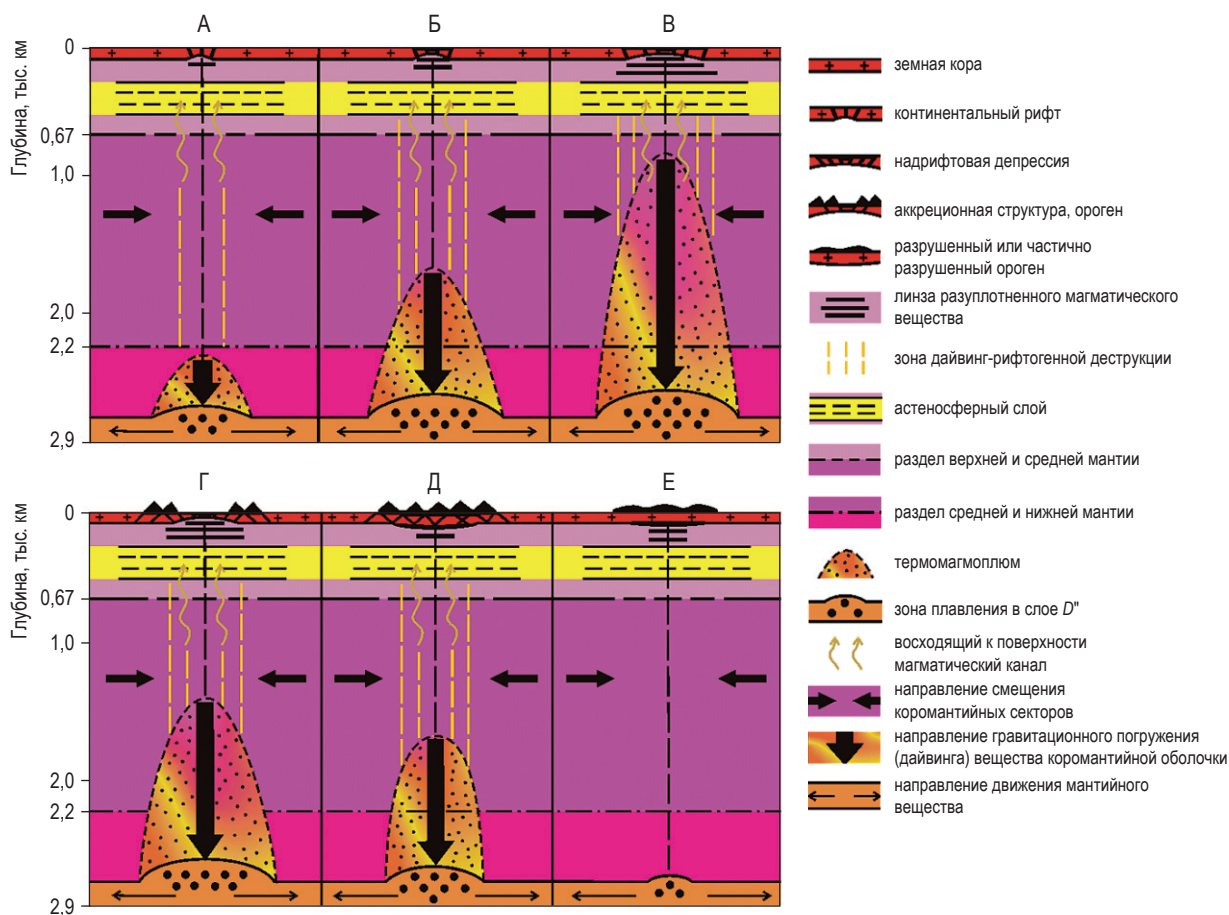 А
Б
В
Глубина, тыс. км
0
0,67
1,0
2,0
2,2
2,9
Г
Д
Е
Глубина, тыс. км
0
0,67
1,0
2,0
2,2
2,9
земная кора
континентальный рифт
надрифтовая депрессия
аккреционная структура, ороген
разрушенный или частично
разрушенный ороген
линза разуплотненного магматического
вещества
зона дайвинг-рифтогенной деструкции
астеносферный слой
раздел верхней и средней мантии
раздел средней и нижней мантии
термомагмоплюм
зона плавления в слое D"
восходящий к поверхности
магматический канал
направление смещения
коромантийных секторов
направление гравитационного погружения
(дайвинга) вещества коромантийной оболочки
направление движения мантийного
вещества